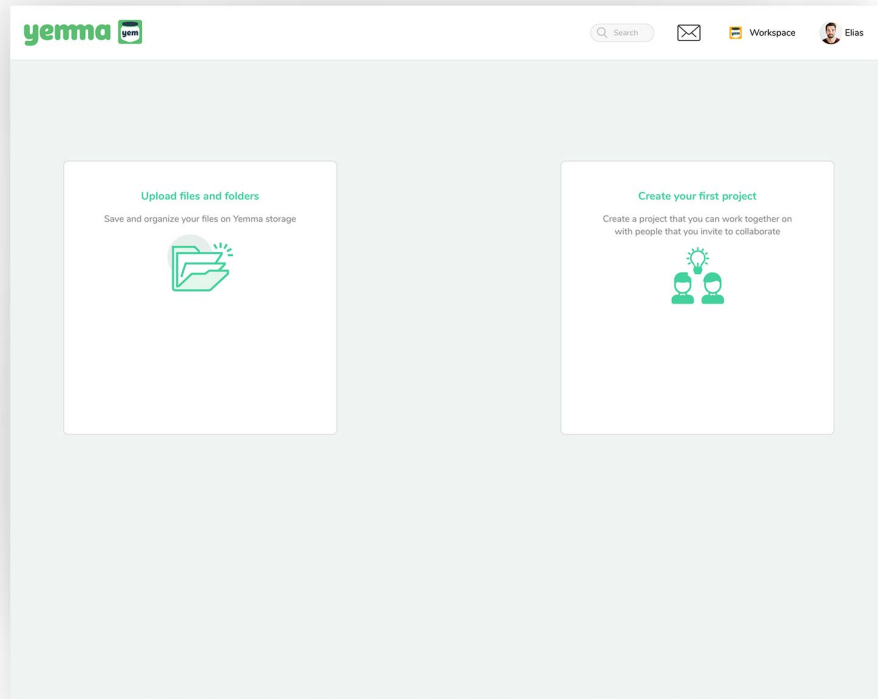 yemma yem
Search
yem Workspace
Elias
Upload files and folders
Save and organize your files on Yemma storage
Create your first project
Create a project that you can work together on
with people that you invite to collaborate